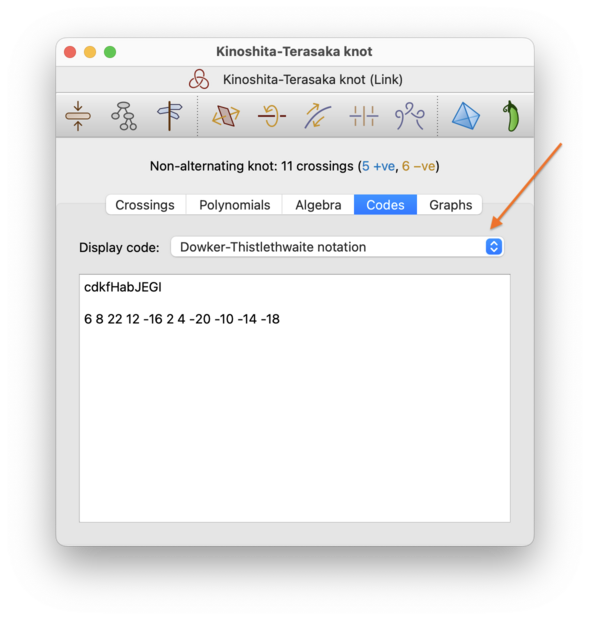 Kinoshita-Terasaka knot
Kinoshita-Terasaka knot (Link)
Non-alternating knot: 11 crossings (5 +ve, 6 −ve)
Crossings Polynomials Algebra Codes Graphs
Display code: Dowker-Thistlethwaite notation
cdkfHabJEGI
6 8 22 12 -16 2 4 -20 -10 -14 -18